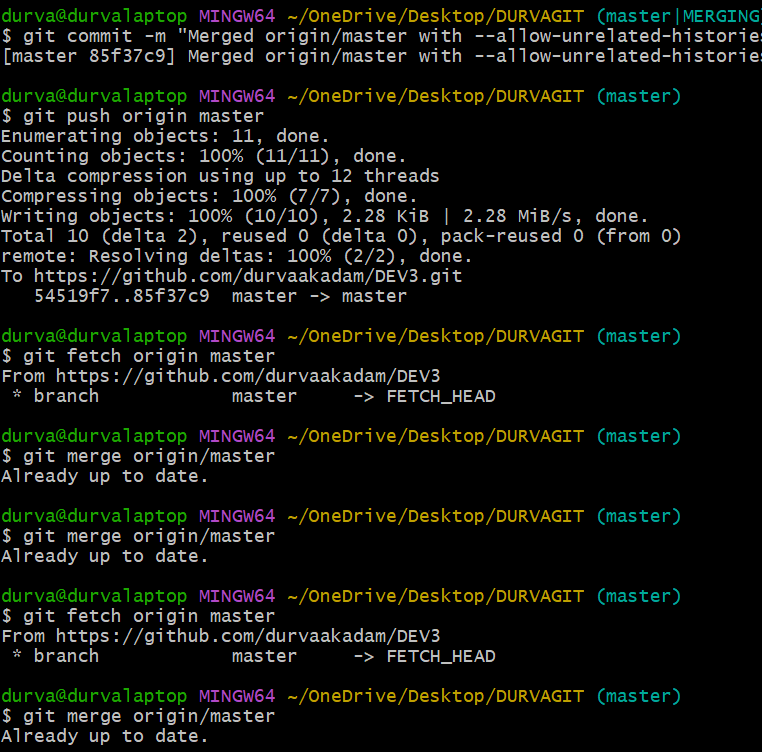 durva@durvalaptop MINGW64 ~/OneDrive/Desktop/DURVAGIT (master|MERGING)
$ git commit -m "Merged origin/master with --allow-unrelated-histories
[master 85f37c9] Merged origin/master with --allow-unrelated-histories
durva@durvalaptop MINGW64 ~/OneDrive/Desktop/DURVAGIT (master)
$ git push origin master
Enumerating objects: 11, done.
Counting objects: 100% (11/11), done.
Delta compression using up to 12 threads
Compressing objects: 100% (7/7), done.
Writing objects: 100% (10/10), 2.28 KiB | 2.28 MiB/s, done.
Total 10 (delta 2), reused 0 (delta 0), pack-reused 0 (from 0)
remote: Resolving deltas: 100% (2/2), done.
To https://github.com/durvaakadam/DEV3.git
   54519f7..85f37c9  master -> master
durva@durvalaptop MINGW64 ~/OneDrive/Desktop/DURVAGIT (master)
$ git fetch origin master
From https://github.com/durvaakadam/DEV3
 * branch            master     -> FETCH_HEAD
durva@durvalaptop MINGW64 ~/OneDrive/Desktop/DURVAGIT (master)
$ git merge origin/master
Already up to date.
durva@durvalaptop MINGW64 ~/OneDrive/Desktop/DURVAGIT (master)
$ git merge origin/master
Already up to date.
durva@durvalaptop MINGW64 ~/OneDrive/Desktop/DURVAGIT (master)
$ git fetch origin master
From https://github.com/durvaakadam/DEV3
 * branch            master     -> FETCH_HEAD
durva@durvalaptop MINGW64 ~/OneDrive/Desktop/DURVAGIT (master)
$ git merge origin/master
Already up to date.